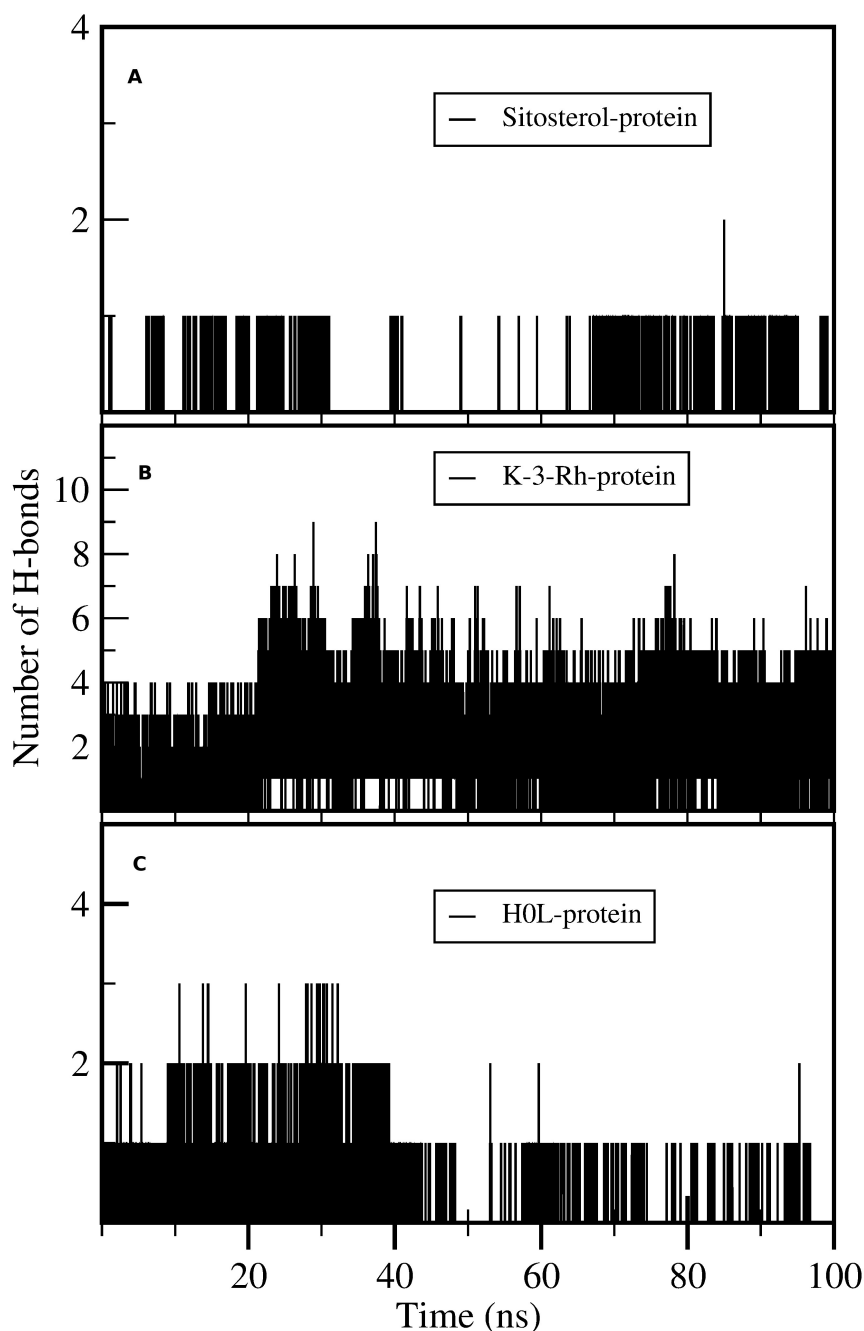 4
A
Sitosterol-protein
2
Number of H-bonds
B
K-3-Rh-protein
10
8
6
4
2
C
H0L-protein
4
2
20 40 60 80 100
Time (ns)